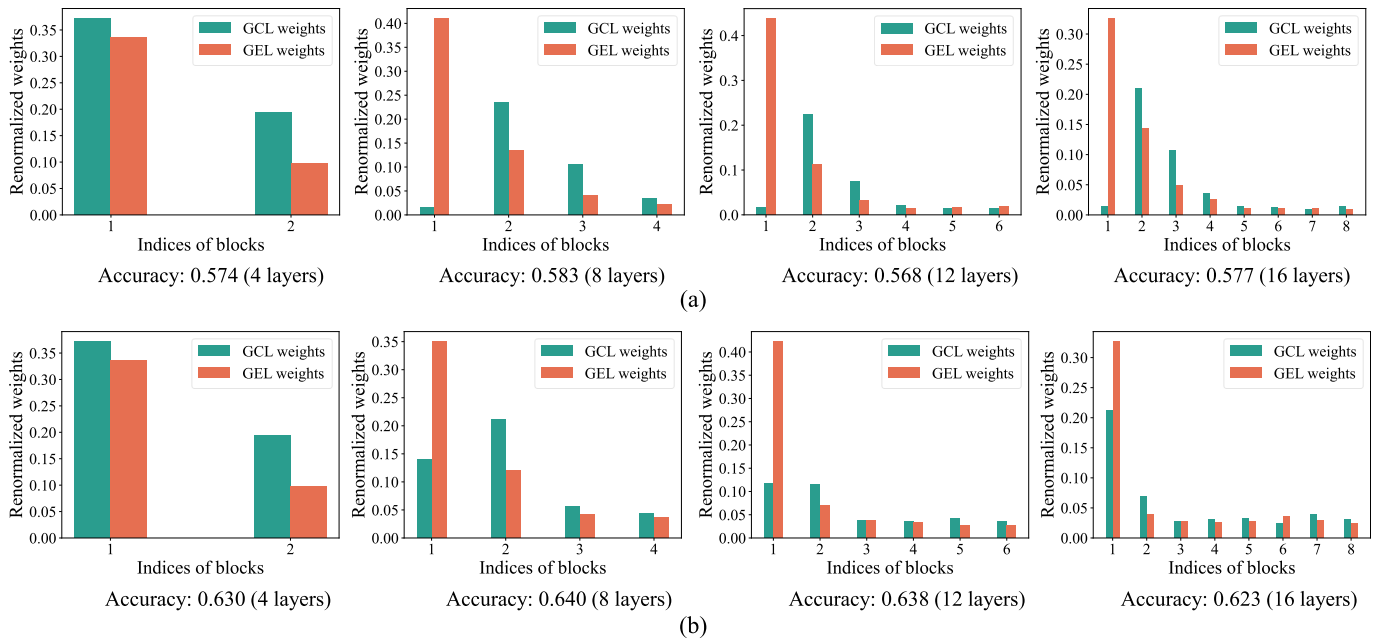 Renormalized weights
0.35
0.30
0.25
0.20
0.15
0.10
0.05
0.00
GCL weights
GEL weights
1 2
Indices of blocks
Accuracy: 0.574 (4 layers)
Renormalized weights
0.40
0.35
0.30
0.25
0.20
0.15
0.10
0.05
0.00
GCL weights
GEL weights
1 2 3 4
Indices of blocks
Accuracy: 0.583 (8 layers)
Renormalized weights
0.4
0.3
0.2
0.1
0.0
GCL weights
GEL weights
1 2 3 4 5 6
Indices of blocks
Accuracy: 0.568 (12 layers)
Renormalized weights
0.30
0.25
0.20
0.15
0.10
0.05
0.00
GCL weights
GEL weights
1 2 3 4 5 6 7 8
Indices of blocks
Accuracy: 0.577 (16 layers)
(a)
Renormalized weights
0.35
0.30
0.25
0.20
0.15
0.10
0.05
0.00
GCL weights
GEL weights
1 2
Indices of blocks
Accuracy: 0.630 (4 layers)
Renormalized weights
0.35
0.30
0.25
0.20
0.15
0.10
0.05
0.00
GCL weights
GEL weights
1 2 3 4
Indices of blocks
Accuracy: 0.640 (8 layers)
Renormalized weights
0.40
0.35
0.30
0.25
0.20
0.15
0.10
0.05
0.00
GCL weights
GEL weights
1 2 3 4 5 6
Indices of blocks
Accuracy: 0.638 (12 layers)
Renormalized weights
0.30
0.25
0.20
0.15
0.10
0.05
0.00
GCL weights
GEL weights
1 2 3 4 5 6 7 8
Indices of blocks
Accuracy: 0.623 (16 layers)
(b)